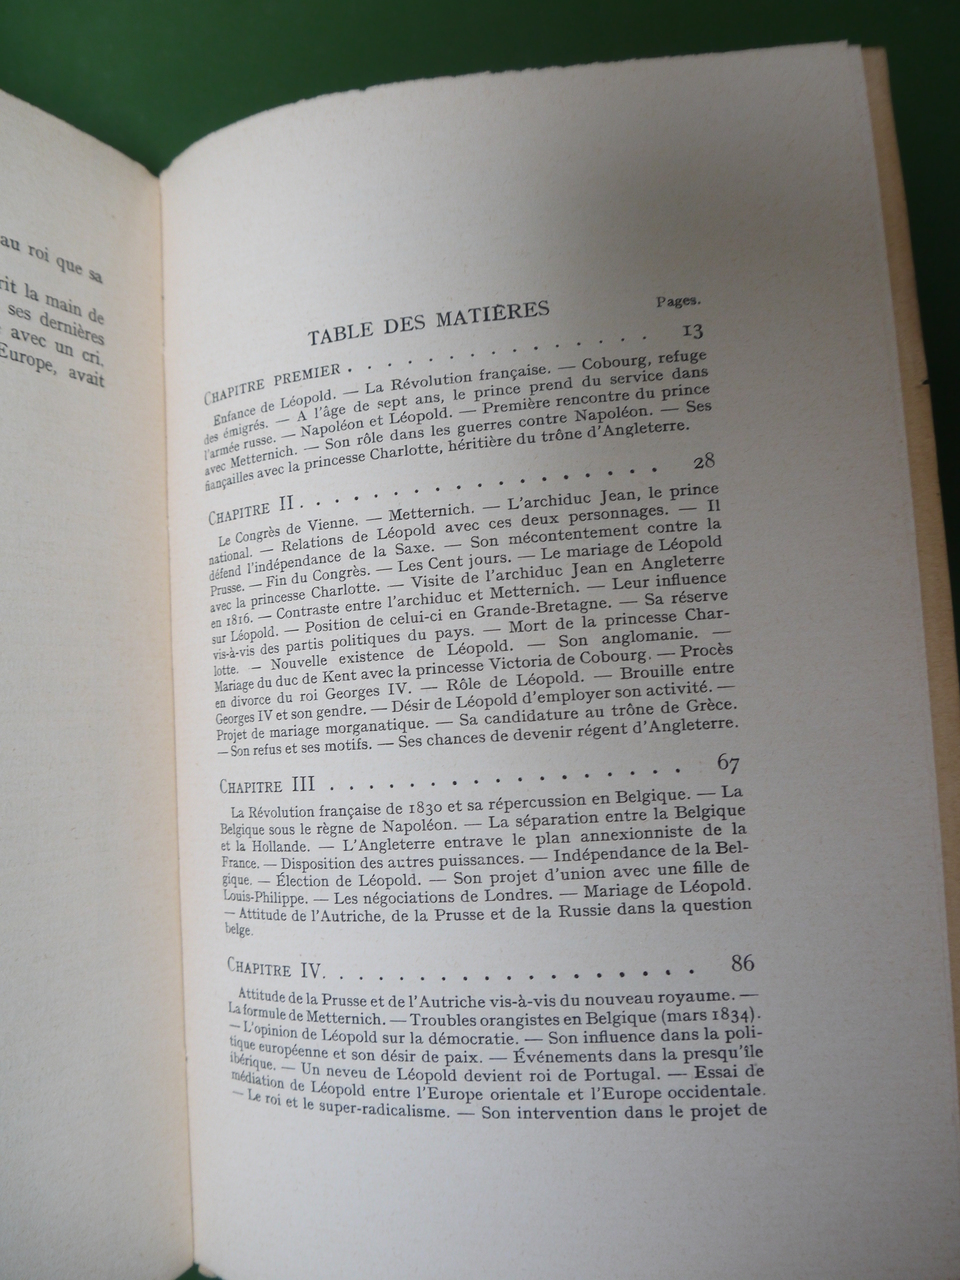 au roi que sa
rit la main de
ses dernières
avec un cri.
Europe, avait
TABLE DES MATIÈRES
Pages.
CHAPITRE PREMIER . . . . . . . . . . . . . 13
Enfance de Léopold. — La Révolution française. — Cobourg, refuge
des émigrés. — A l'âge de sept ans, le prince prend du service dans
l'armée russe. — Napoléon et Léopold. — Première rencontre du prince
avec Metternich. — Son rôle dans les guerres contre Napoléon. — Ses
fiançailles avec la princesse Charlotte, héritière du trône d'Angleterre.
CHAPITRE II . . . . . . . . . . . . . . . . 28
Le Congrès de Vienne. — Metternich. — L'archiduc Jean, le prince
national. — Relations de Léopold avec ces deux personnages. — Il
défend l'indépendance de la Saxe. — Son mécontentement contre la
Prusse. — Fin du Congrès. — Les Cent jours. — Le mariage de Léopold
avec la princesse Charlotte. — Visite de l'archiduc Jean en Angleterre
en 1816. — Contraste entre l'archiduc et Metternich. — Leur influence
sur Léopold. — Position de celui-ci en Grande-Bretagne. — Sa réserve
vis-à-vis des partis politiques du pays. — Mort de la princesse Char-
lotte. — Nouvelle existence de Léopold. — Son anglomanie. —
Mariage du duc de Kent avec la princesse Victoria de Cobourg. — Procès
en divorce du roi Georges IV. — Rôle de Léopold. — Brouille entre
Georges IV et son gendre. — Désir de Léopold d'employer son activité. —
Projet de mariage morganatique. — Sa candidature au trône de Grèce.
— Son refus et ses motifs. — Ses chances de devenir régent d'Angleterre.
CHAPITRE III . . . . . . . . . . . . . . . . 67
La Révolution française de 1830 et sa répercussion en Belgique. — La
Belgique sous le règne de Napoléon. — La séparation entre la Belgique
et la Hollande. — L'Angleterre entrave le plan annexionniste de la
France. — Disposition des autres puissances. — Indépendance de la Bel-
gique. — Élection de Léopold. — Son projet d'union avec une fille de
Louis-Philippe. — Les négociations de Londres. — Mariage de Léopold.
— Attitude de l'Autriche, de la Prusse et de la Russie dans la question
belge.
CHAPITRE IV. . . . . . . . . . . . . . . . . 86
Attitude de la Prusse et de l'Autriche vis-à-vis du nouveau royaume. —
La formule de Metternich. — Troubles orangistes en Belgique (mars 1834).
— L'opinion de Léopold sur la démocratie. — Son influence dans la poli-
tique européenne et son désir de paix. — Événements dans la presqu'île
ibérique. — Un neveu de Léopold devient roi de Portugal. — Essai de
médiation de Léopold entre l'Europe orientale et l'Europe occidentale.
— Le roi et le super-radicalisme. — Son intervention dans le projet de